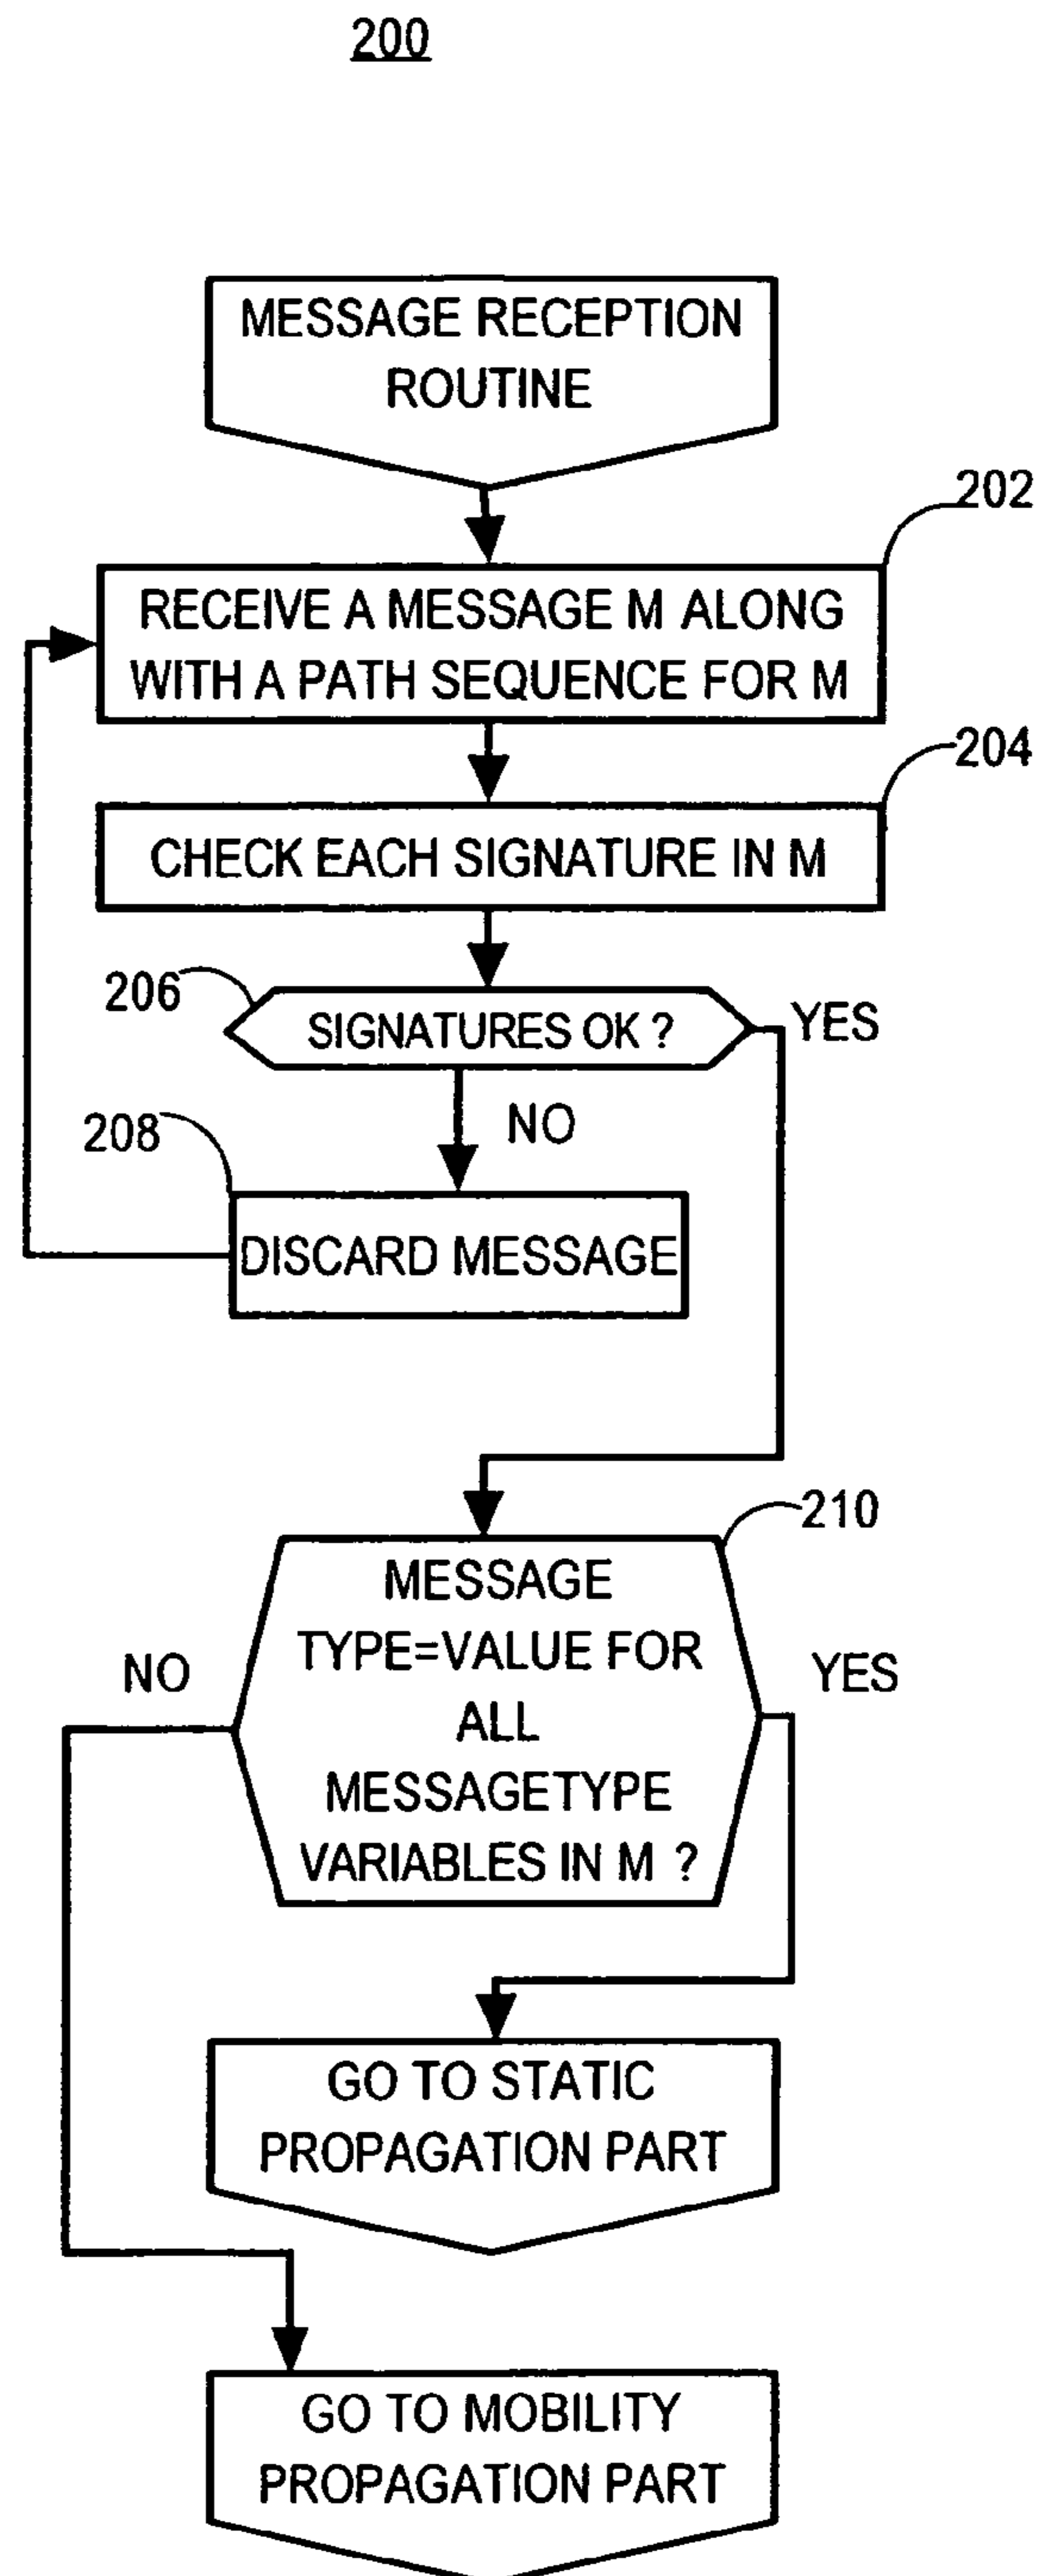 200
MESSAGE RECEPTION
ROUTINE
202
RECEIVE A MESSAGE M ALONG
WITH A PATH SEQUENCE FOR M
204
CHECK EACH SIGNATURE IN M
206
SIGNATURES OK ?
YES
NO
208
DISCARD MESSAGE
210
MESSAGE
TYPE=VALUE FOR
ALL
MESSAGETYPE
VARIABLES IN M ?
NO
YES
GO TO STATIC
PROPAGATION PART
GO TO MOBILITY
PROPAGATION PART